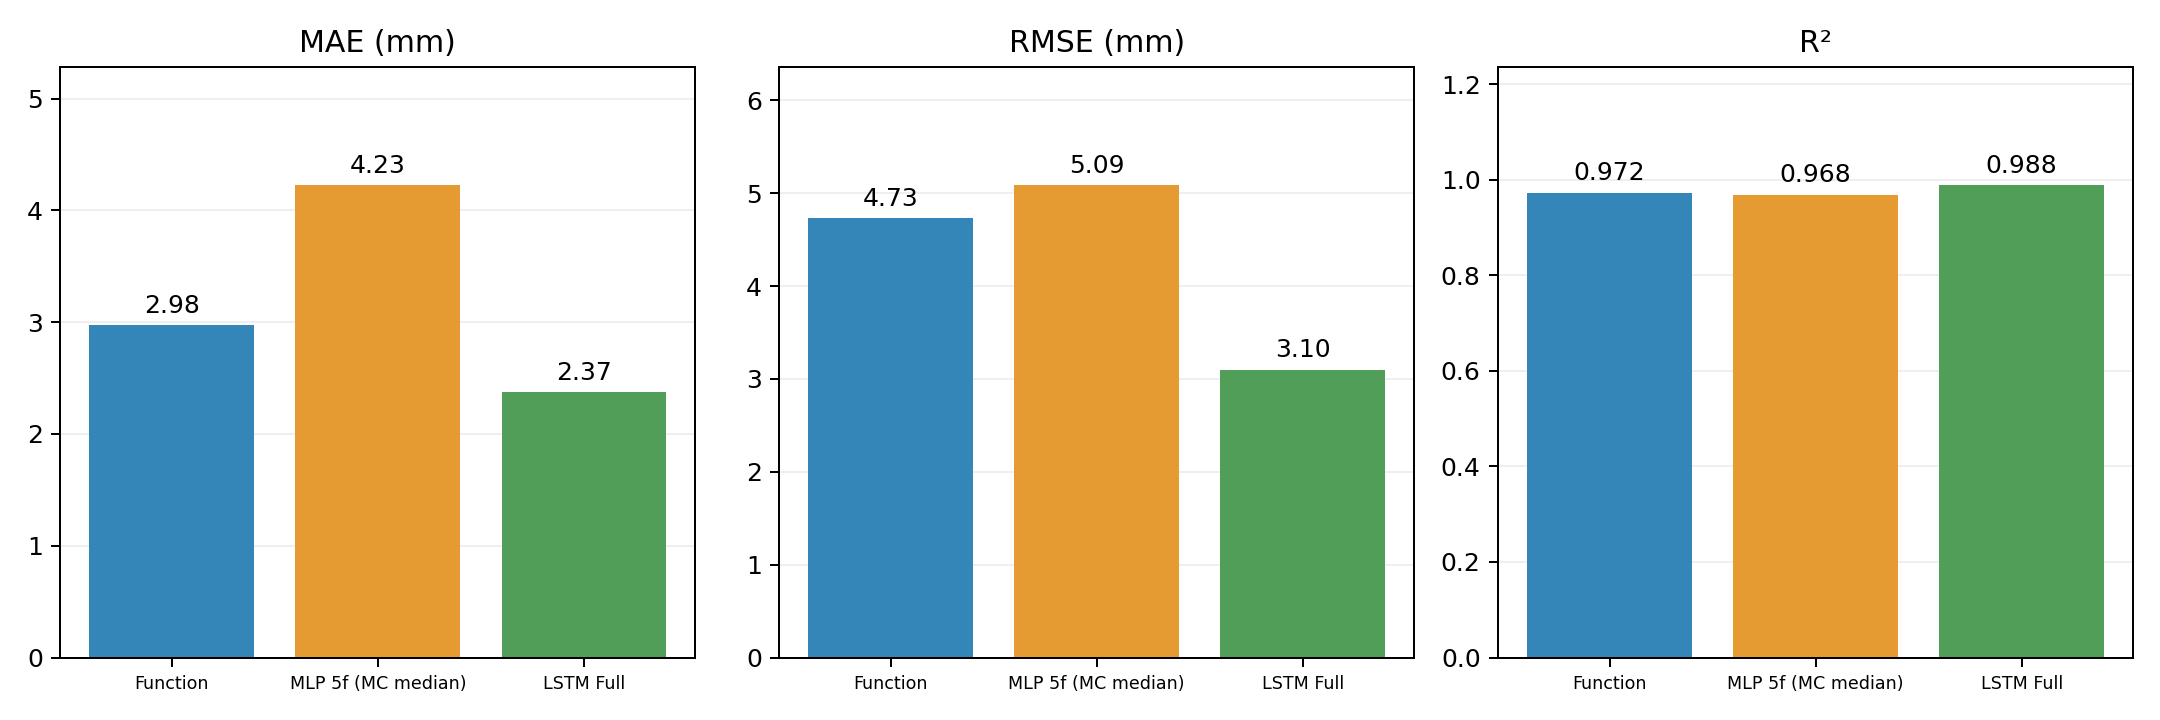 MAE (mm)
5
4
3
2
1
0
2.98
4.23
2.37
Function
MLP 5f (MC median)
LSTM Full
RMSE (mm)
6
5
4
3
2
1
0
4.73
5.09
3.10
Function
MLP 5f (MC median)
LSTM Full
R²
1.2
1.0
0.8
0.6
0.4
0.2
0.0
0.972
0.968
0.988
Function
MLP 5f (MC median)
LSTM Full